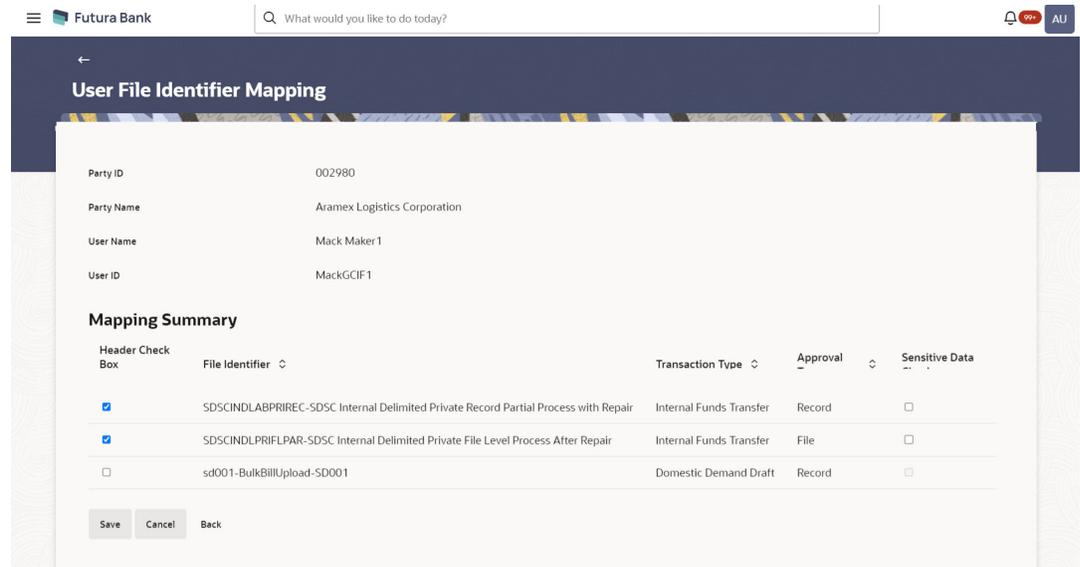 Futura Bank
What would you like to do today?
99+
AU
User File Identifier Mapping
Party ID 002980
Party Name Aramex Logistics Corporation
User Name Mack Maker1
User ID MackGCIF1
Mapping Summary
Header Check Box File Identifier Transaction Type Approval Sensitive Data
SDSCINDLABPRIREC-SDSC Internal Delimited Private Record Partial Process with Repair Internal Funds Transfer Record
SDSCINDLPRIFLPAR-SDSC Internal Delimited Private File Level Process After Repair Internal Funds Transfer File
sd001-BulkBillUpload-SD001 Domestic Demand Draft Record
Save Cancel Back